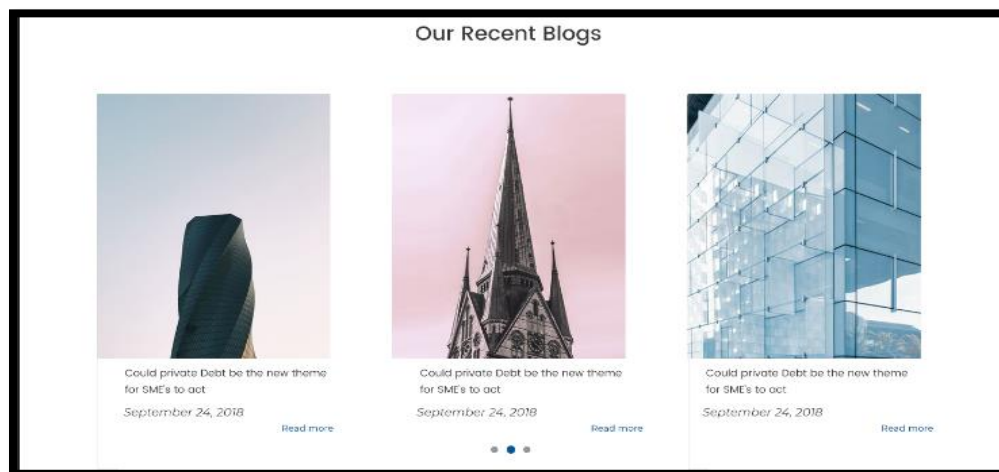 Our Recent Blogs
Could private Debt be the new theme
for SME's to act
September 24, 2018
Read more
Could private Debt be the new theme
for SME's to act
September 24, 2018
Read more
Could private Debt be the new theme
for SME's to act
September 24, 2018
Read more